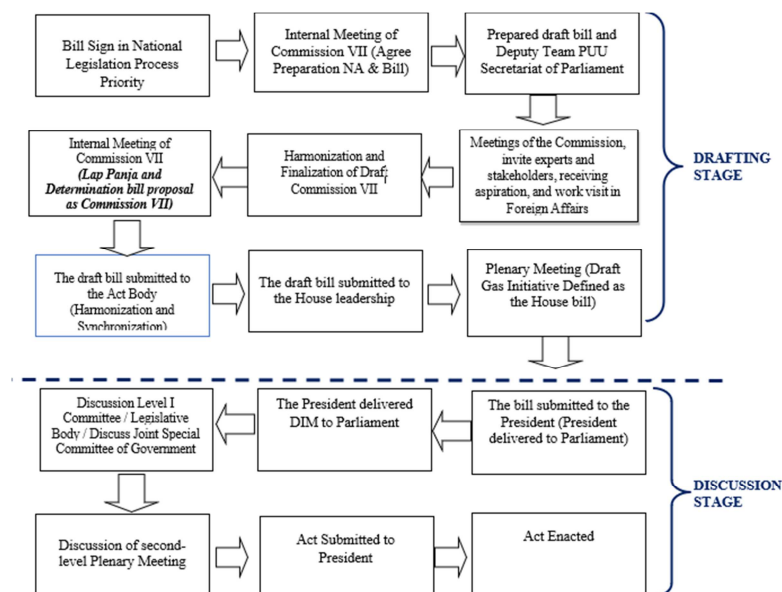 Bill Sign in National
Legislation Process
Priority
Internal Meeting of
Commission VII (Agree
Preparation NA & Bill)
Prepared draft bill and
Deputy Team PUU
Secretariat of Parliament
Meetings of the Commission,
invite experts and
stakeholders, receiving
aspiration, and work visit in
Foreign Affairs
Harmonization and
Finalization of Draft
Commission VII
Internal Meeting of
Commission VII
(Lap Panja and
Determination bill proposal
as Commission VII)
DRAFTING
STAGE
The draft bill submitted to
the Act Body
(Harmonization and
Synchronization)
The draft bill submitted to
the House leadership
Plenary Meeting (Draft
Gas Initiative Defined as
the House bill)
The bill submitted to the
President (President
delivered to Parliament)
The President delivered
DIM to Parliament
Discussion Level I
Committee / Legislative
Body / Discuss Joint Special
Committee of Government
DISCUSSION
STAGE
Discussion of second-
level Plenary Meeting
Act Submitted to
President
Act Enacted